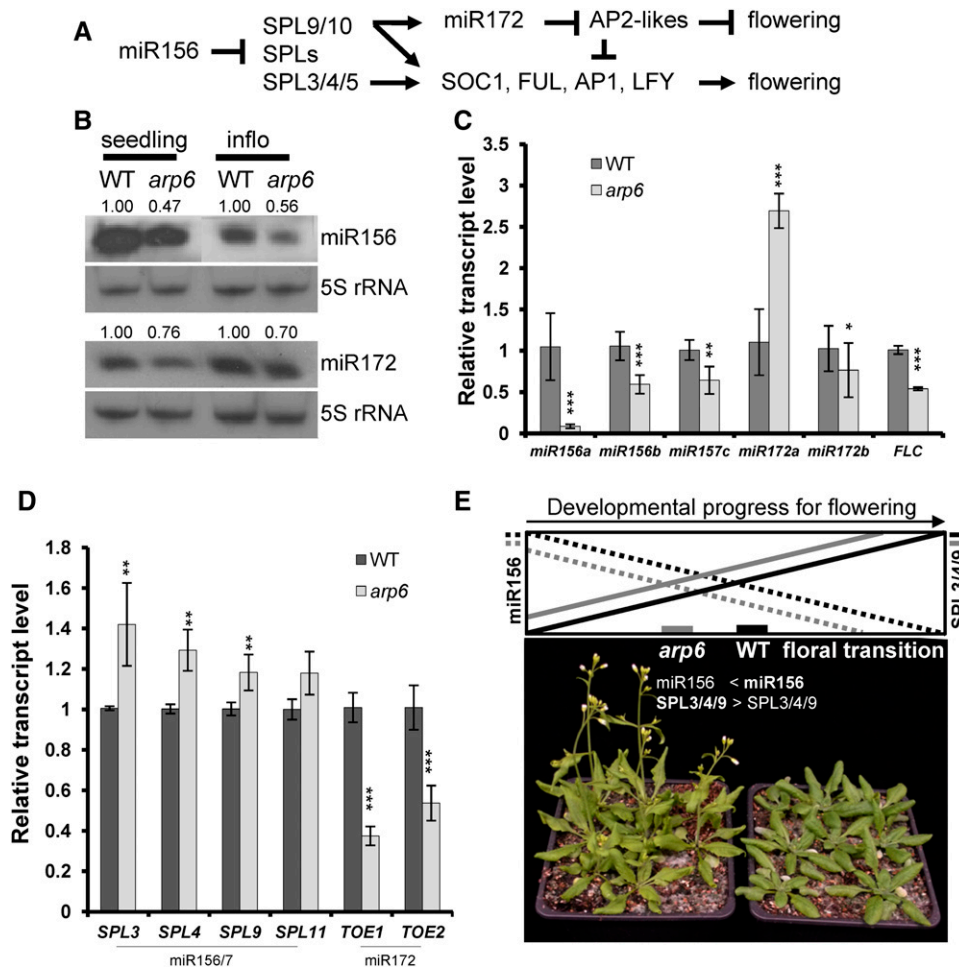 A
miR156
SPL9/10
SPLs
SPL3/4/5
miR172
AP2-likes
flowering
SOC1, FUL, AP1, LFY
flowering
B
seedling inflo
WT arp6 WT arp6
1.00 0.47 1.00 0.56
miR156
5S rRNA
1.00 0.76 1.00 0.70
miR172
5S rRNA
C
Relative transcript level
3.5
3
2.5
2
1.5
1
0.5
0
WT
arp6
***
***
**
***
*
***
miR156a miR156b miR157c miR172a miR172b FLC
D
Relative transcript level
1.8
1.6
1.4
1.2
1
0.8
0.6
0.4
0.2
0
WT
arp6
**
**
**
***
***
SPL3 SPL4 SPL9 SPL11 TOE1 TOE2
miR156/7 miR172
E
Developmental progress for flowering
miR156
SPL3/4/9
arp6 WT floral transition
miR156 < miR156
SPL3/4/9 > SPL3/4/9